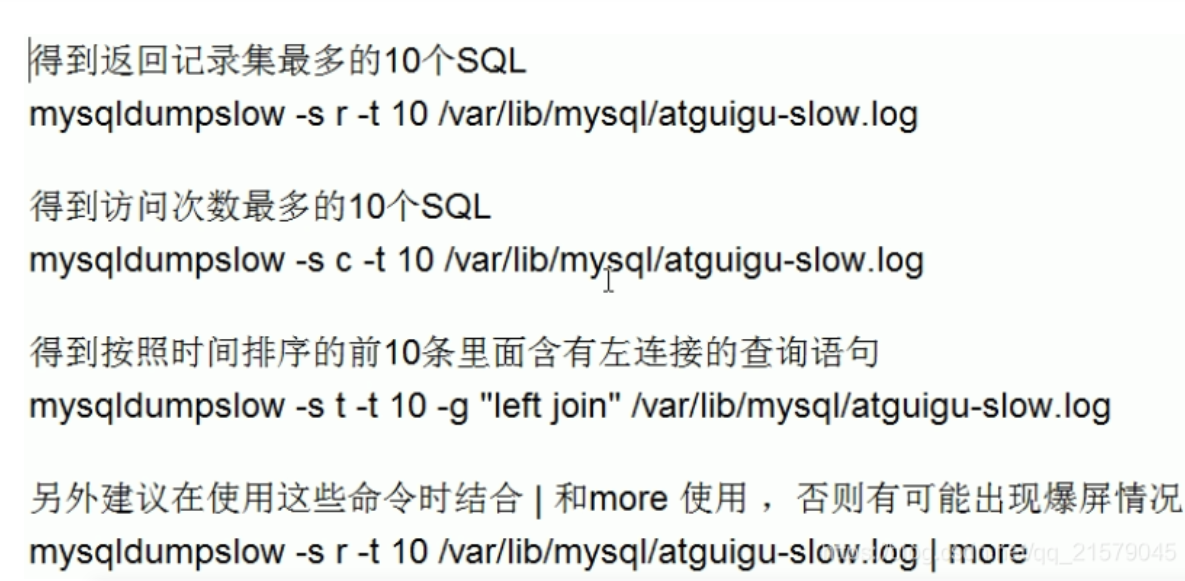 得到返回记录集最多的10个SQL
mysqldumpslow -s r -t 10 /var/lib/mysql/atguigu-slow.log
得到访问次数最多的10个SQL
mysqldumpslow -s c -t 10 /var/lib/mysql/atguigu-slow.log
得到按照时间排序的前10条里面含有左连接的查询语句
mysqldumpslow -s t -t 10 -g "left join" /var/lib/mysql/atguigu-slow.log
另外建议在使用这些命令时结合 | 和more 使用 ，否则有可能出现爆屏情况
mysqldumpslow -s r -t 10 /var/lib/mysql/atguigu-slow.log | more
qq_21579045